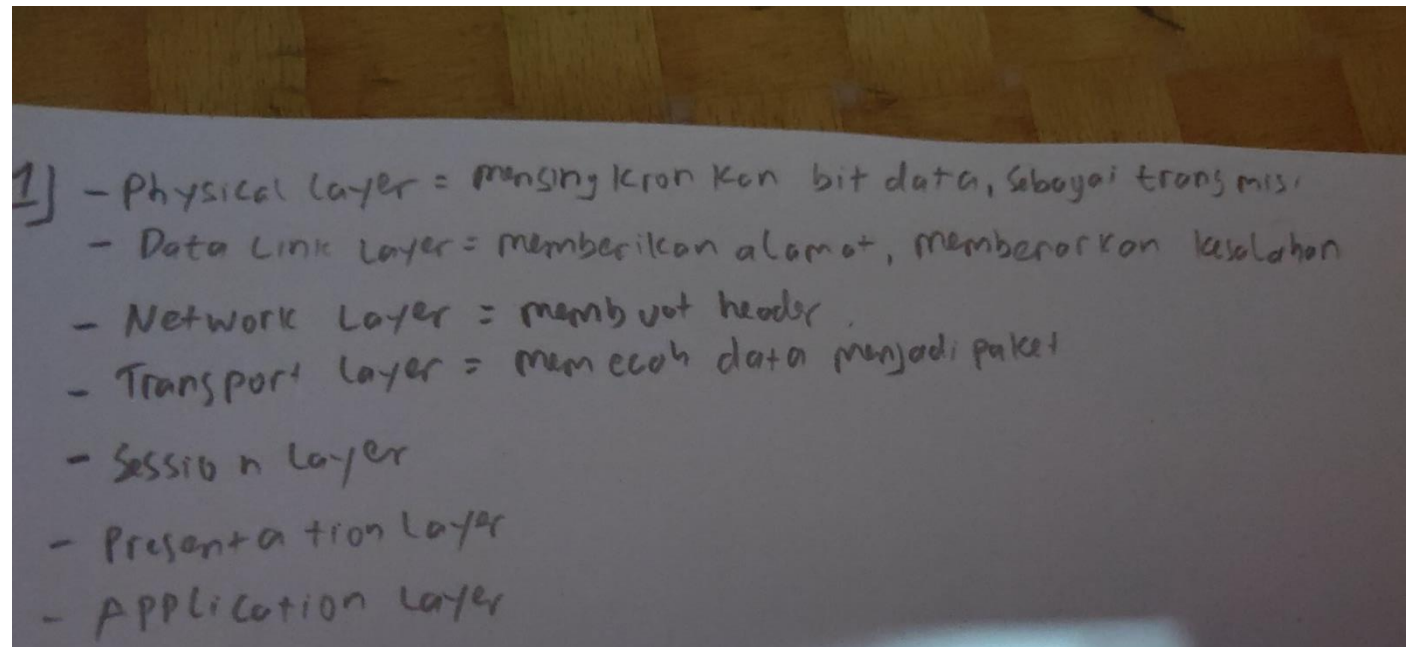 1] - Physical Layer = mensingkronkan bit data, sebagai transmisi
- Data Link Layer = memberikan alamat, membenarkan kesalahan
- Network Layer = membuat header.
- Transport Layer = memecah data menjadi paket
- Session Layer
- Presentation Layer
- Application Layer